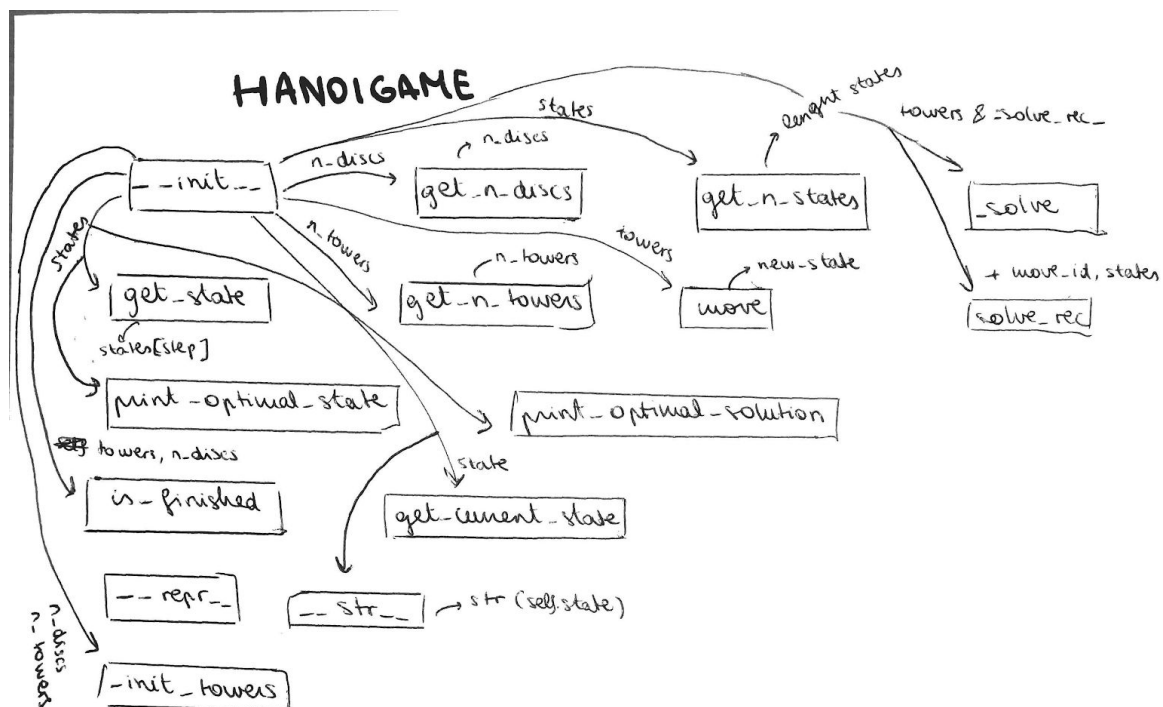 HANOIGAME
states
lenght states
towers & _solve_rec_
n_discs
n_discs
__init__
get_n_discs
get_n_states
_solve
states
n_towers
n_towers
towers
new_state
+ move_id, states
get_state
get_n_towers
move
solve_rec
states[step]
print_optimal_state
print_optimal_solution
towers, n_discs
state
is_finished
get_current_state
__repr__
__str__
str (self.state)
n_discs
n_towers
_init_towers